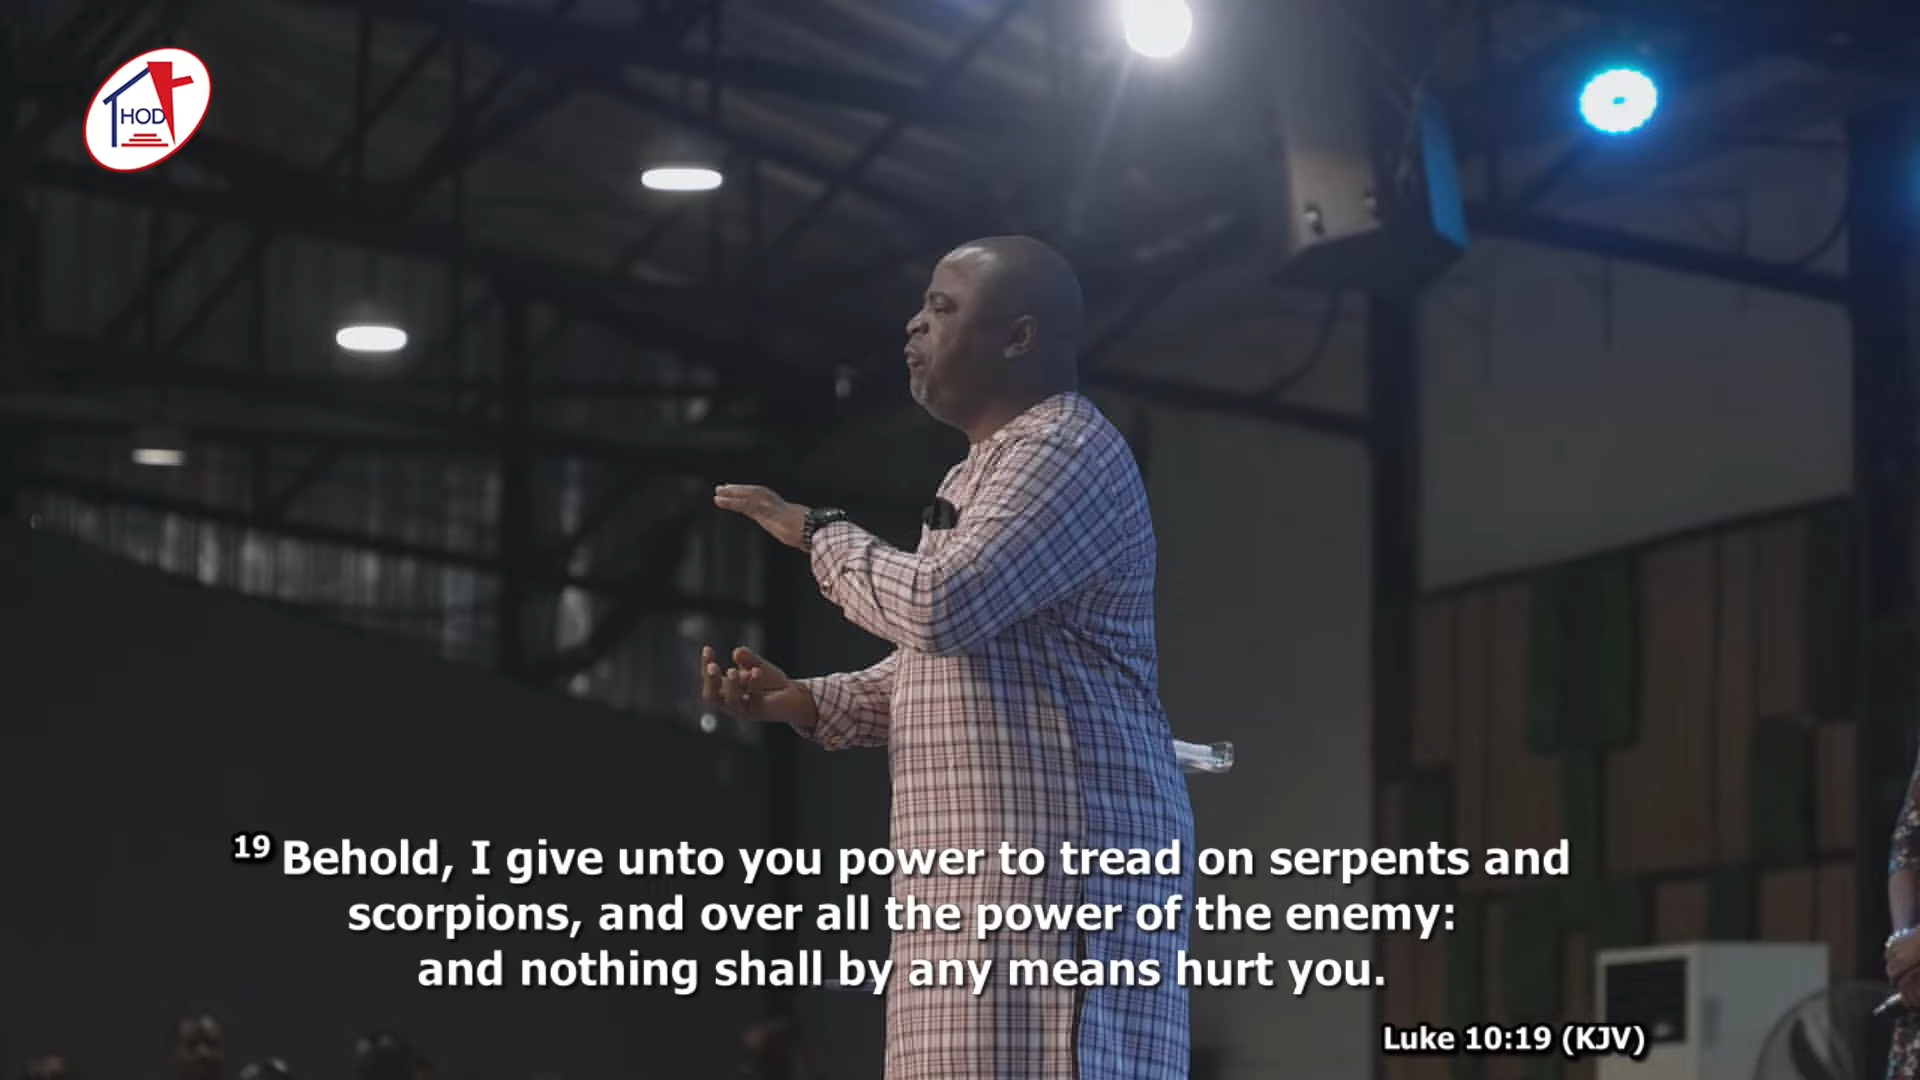 HOD
19 Behold, I give unto you power to tread on serpents and
scorpions, and over all the power of the enemy:
and nothing shall by any means hurt you.
Luke 10:19 (KJV)